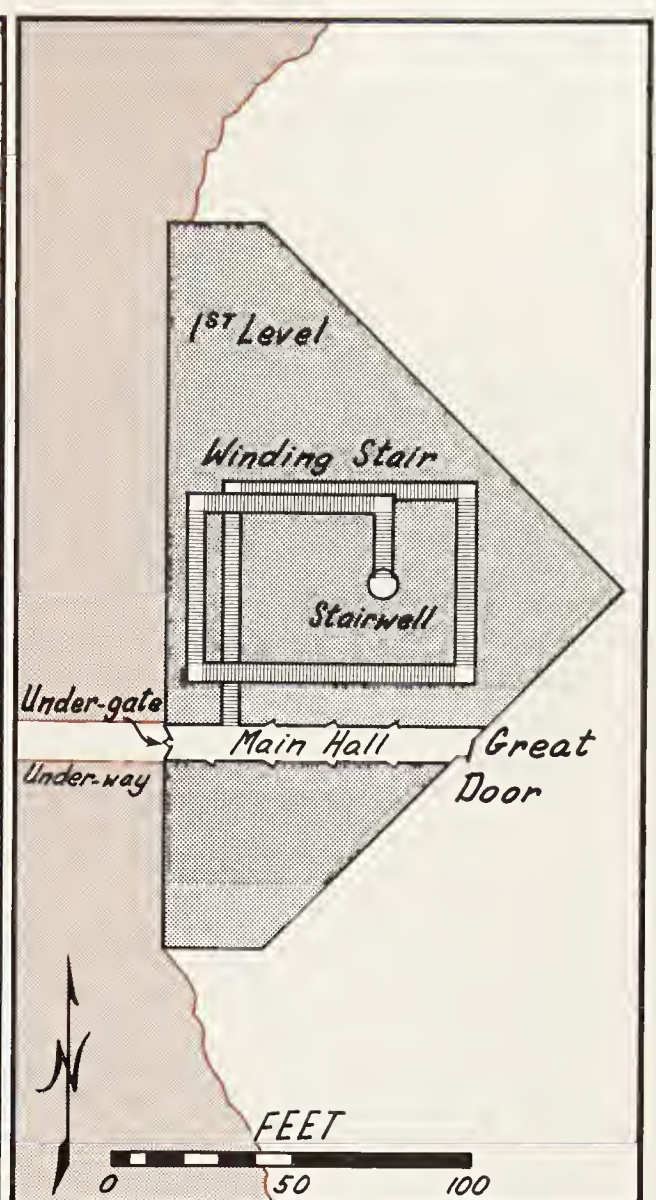 1ST Level
Winding Stair
Stairwell
Under-gate
Main Hall
Great
Door
Under-way
N
FEET
0 50 100